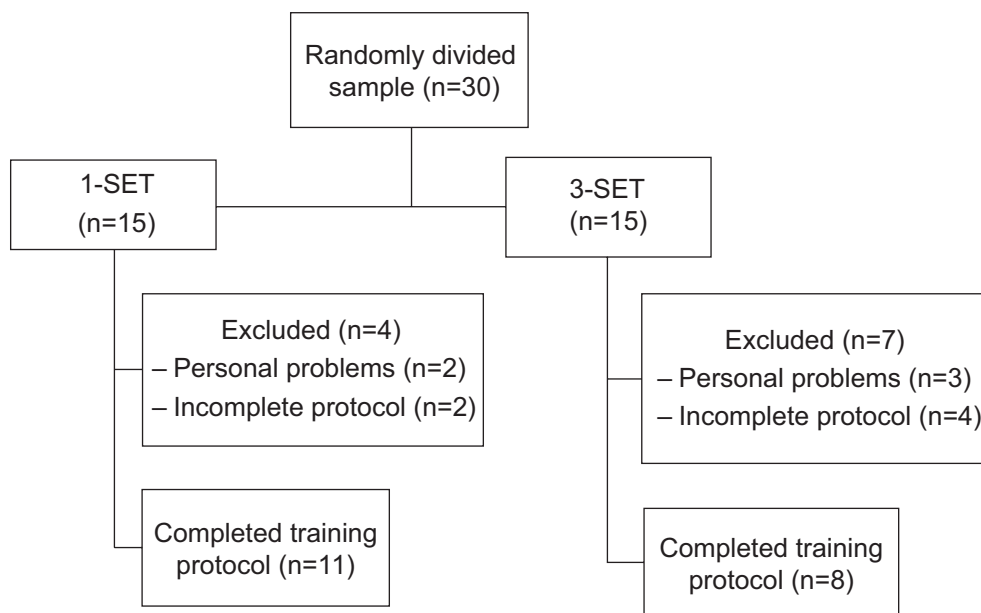 Randomly divided
sample (n=30)
1-SET
(n=15)
3-SET
(n=15)
Excluded (n=4)
– Personal problems (n=2)
– Incomplete protocol (n=2)
Excluded (n=7)
– Personal problems (n=3)
– Incomplete protocol (n=4)
Completed training
protocol (n=11)
Completed training
protocol (n=8)